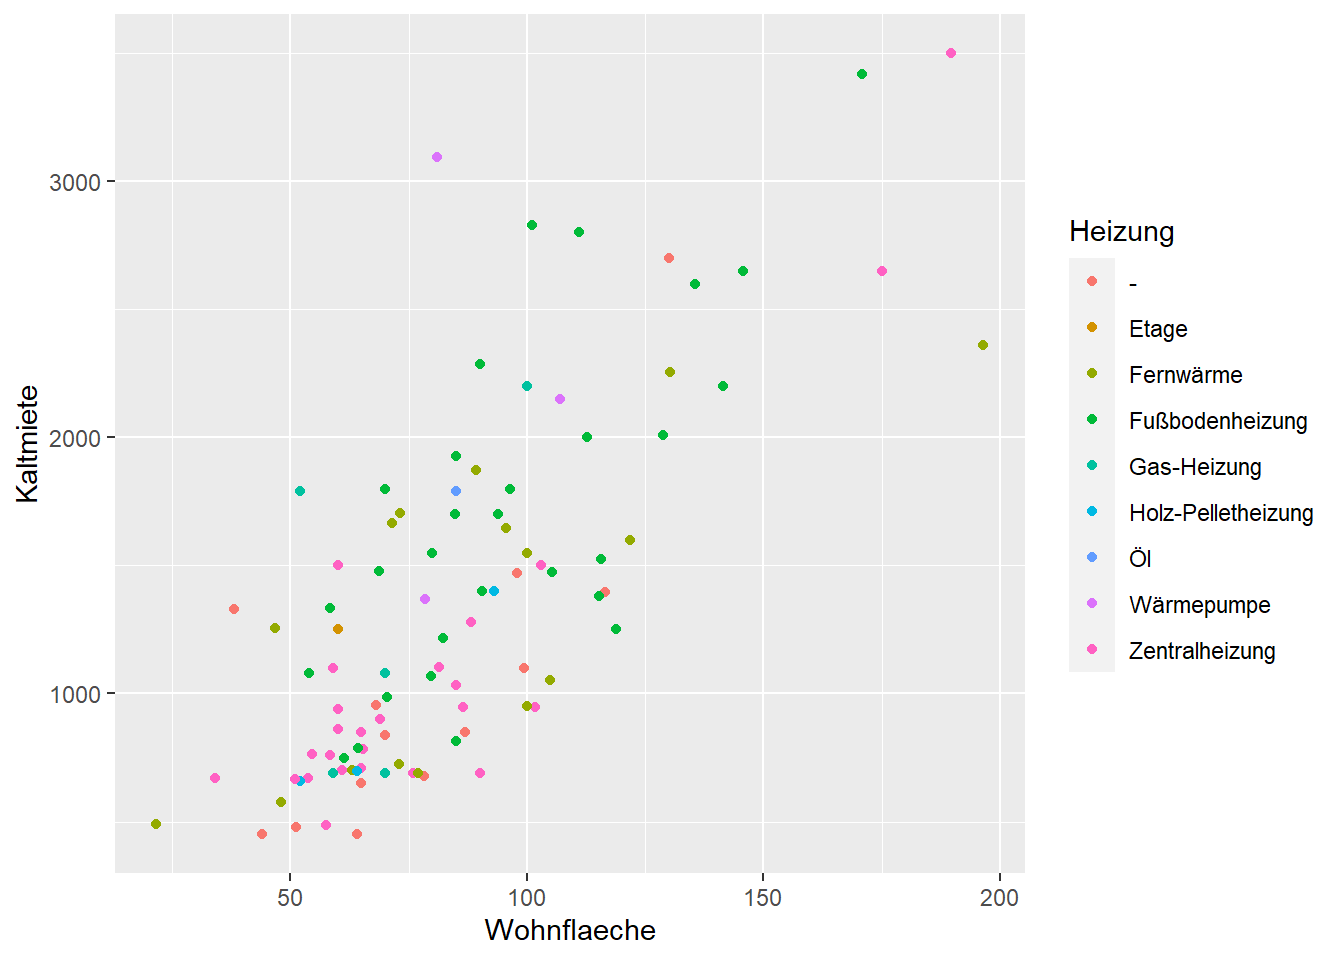 3000
2000
1000
Kaltmiete
50
100
150
200
Wohnflaeche
Heizung
-
Etage
Fernwärme
Fußbodenheizung
Gas-Heizung
Holz-Pelletheizung
Öl
Wärmepumpe
Zentralheizung